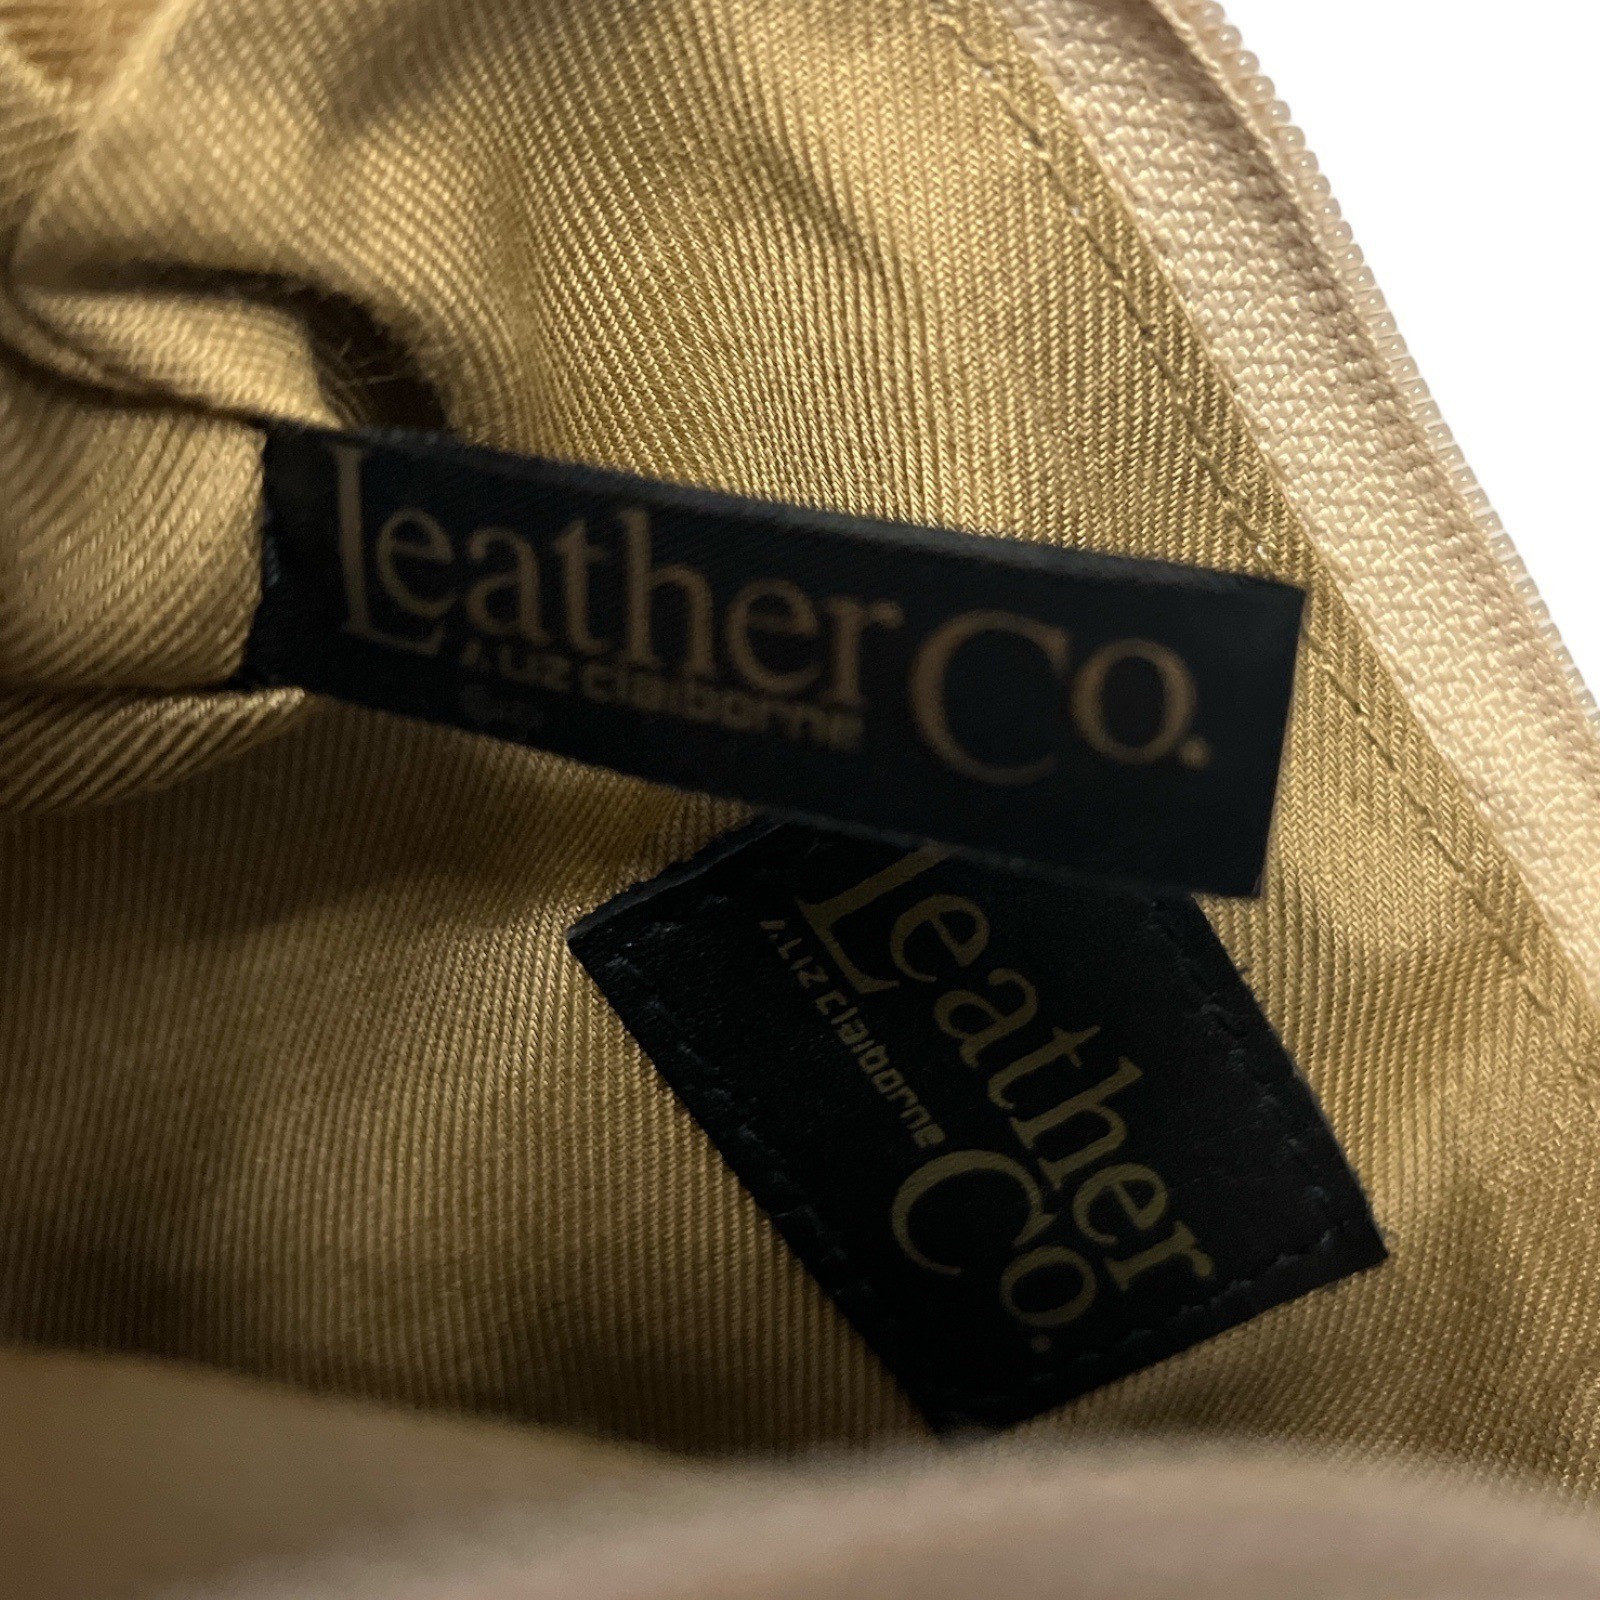 Leather Co.
A Liz claiborne
Leather
A Liz claiborne
Co.